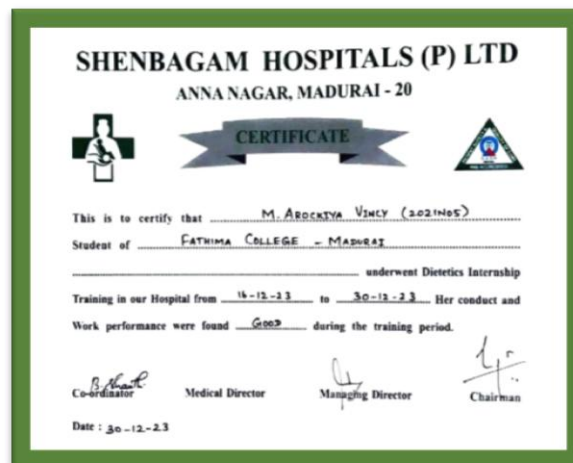 SHENBAGAM HOSPITALS (P) LTD
ANNA NAGAR, MADURAI - 20
CERTIFICATE
This is to certify that M. AROCKIYA VINCY (2021N05)
Student of FATHIMA COLLEGE - MADURAI
underwent Dietetics Internship
Training in our Hospital from 16-12-23 to 30-12-23 Her conduct and
Work performance were found GOOD during the training period.
Co-ordinator Medical Director Managing Director Chairman
Date : 30-12-23